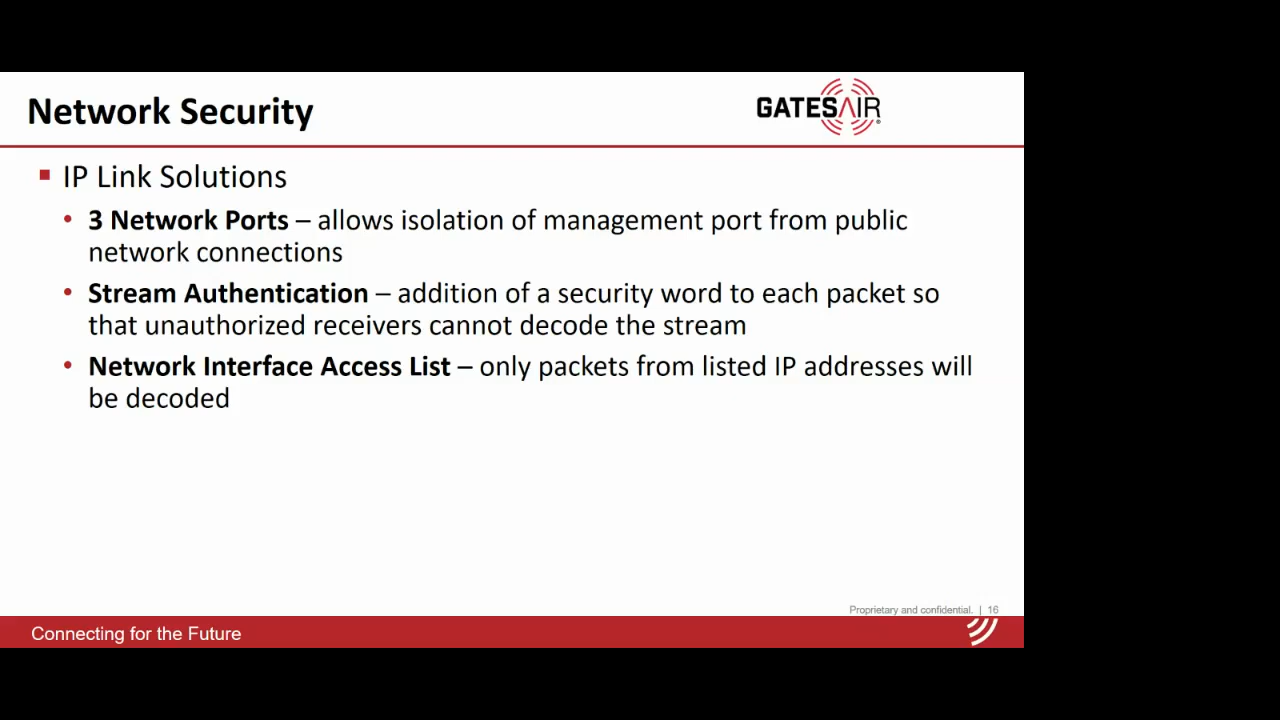 Network Security
GATESAIR
▪ IP Link Solutions
• 3 Network Ports – allows isolation of management port from public
network connections
• Stream Authentication – addition of a security word to each packet so
that unauthorized receivers cannot decode the stream
• Network Interface Access List – only packets from listed IP addresses will
be decoded
Proprietary and confidential. | 16
Connecting for the Future